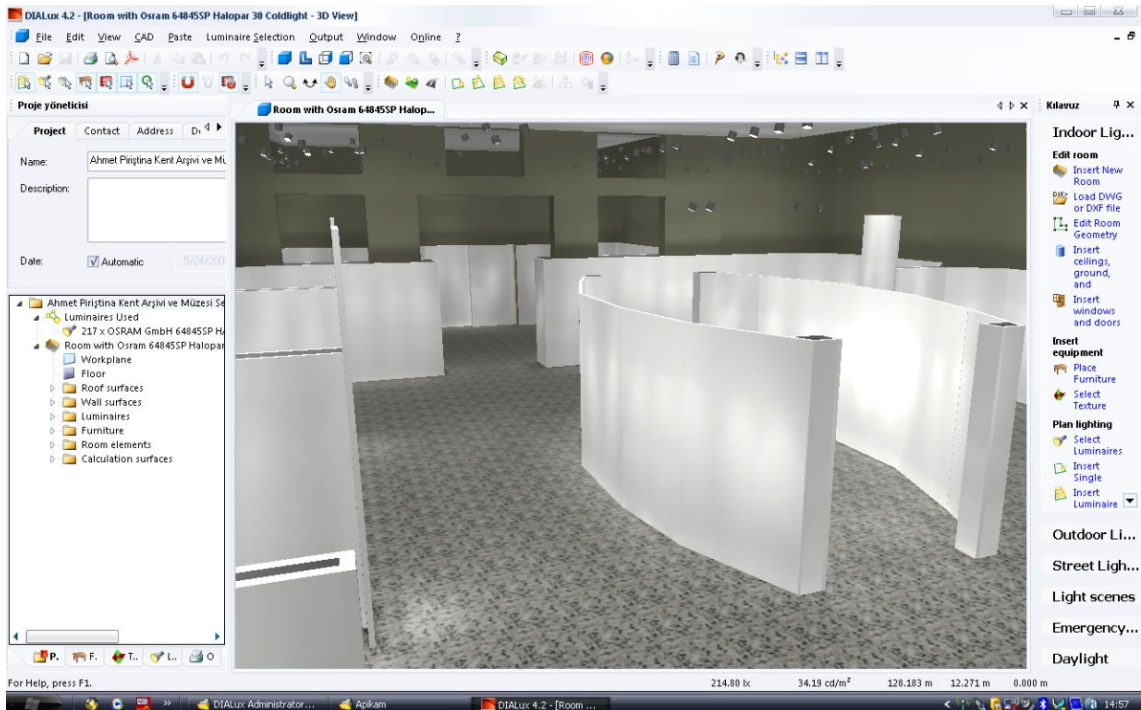 DIALux 4.2 - [Room with Osram 64845SP Halopar 30 Coldlight - 3D View]
File Edit View CAD Paste Luminaire Selection Output Window Online ?
Proje yöneticisi
Project Contact Address
Name:
Ahmet Piriştina Kent Arşivi ve Mü
Description:
Date:
Automatic
Ahmet Piriştina Kent Arşivi ve Müzesi Se
Luminaires Used
217 x OSRAM GmbH 64845SP H
Room with Osram 64845SP Halopar
Workplane
Floor
Roof surfaces
Wall surfaces
Luminaires
Furniture
Room elements
Calculation surfaces
P. F. T.. L.. O
Room with Osram 64845SP Halop...
Kılavuz
Indoor Lig...
Edit room
Insert New
Room
Load DWG
or DXF file
Edit Room
Geometry
Insert
ceilings,
ground,
and
Insert
windows
and doors
Insert
equipment
Place
Furniture
Select
Texture
Plan lighting
Select
Luminaires
Insert
Single
Insert
Luminaire
Outdoor Li...
Street Ligh...
Light scenes
Emergency...
Daylight
For Help, press F1.
214.80 lx 34.19 cd/m² 128.183 m 12.271 m 0.000 m
DIALux Administrator... Apikam DIALux 4.2 - [Room ... 14:57